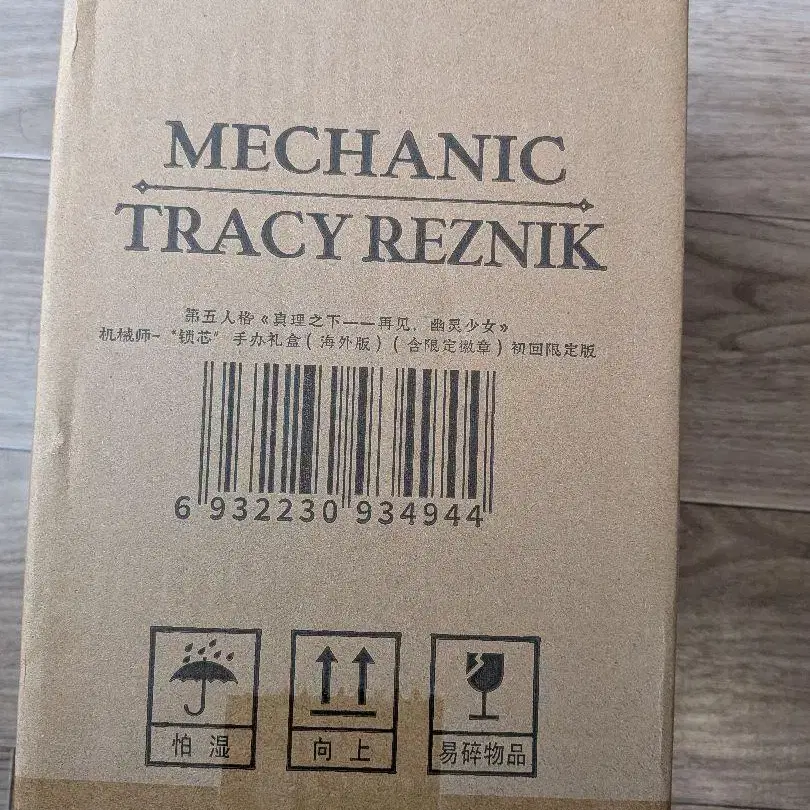 MECHANIC
TRACY REZNIK
第五人格《真理之下——再见，幽灵少女》
机械师-“锁芯”手办礼盒(海外版)(含限定徽章)初回限定版
6 932230 934944
怕 湿
向 上
易碎物品